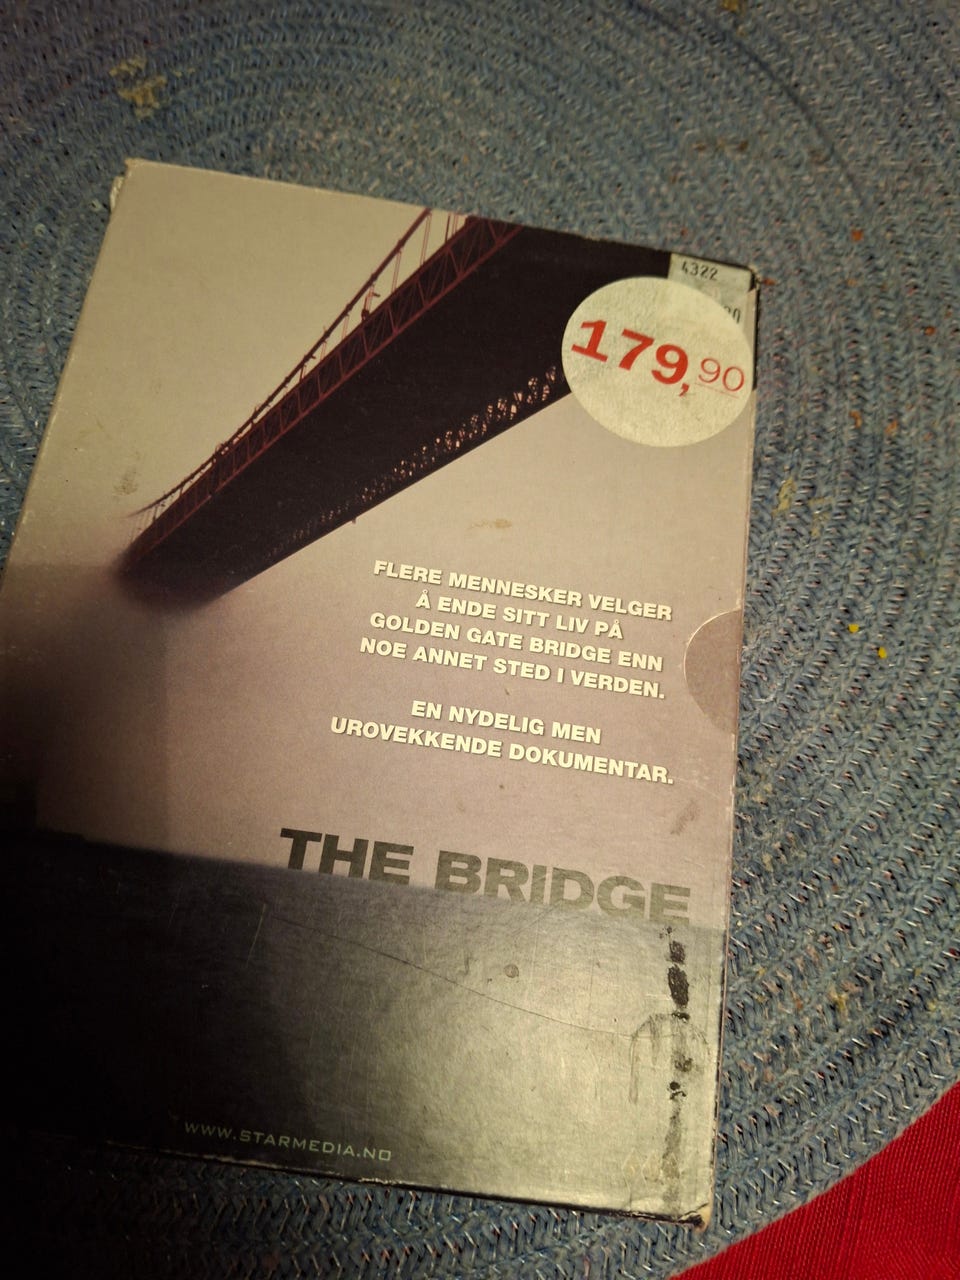 4322
179,90
FLERE MENNESKER VELGER
Å ENDE SITT LIV PÅ
GOLDEN GATE BRIDGE ENN
NOE ANNET STED I VERDEN.
EN NYDELIG MEN
UROVEKKENDE DOKUMENTAR.
THE BRIDGE
WWW.STARMEDIA.NO